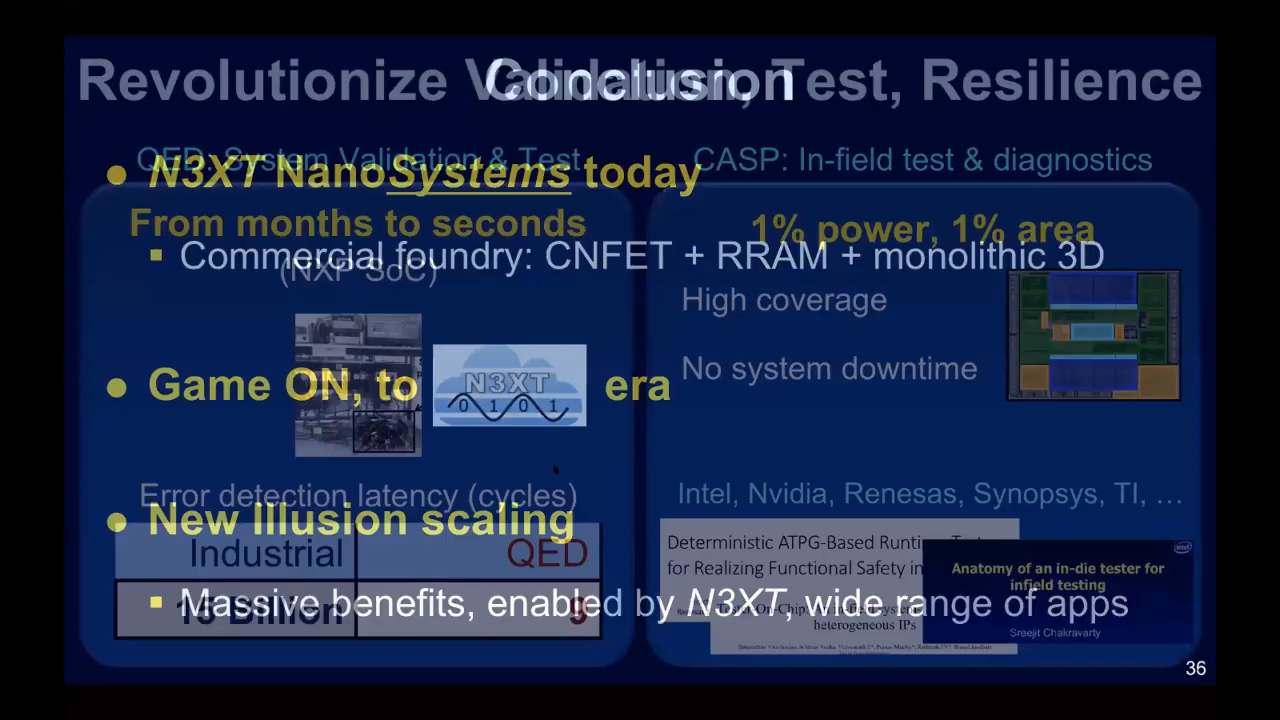 Revolutionize Validation, Test, Resilience
Conclusion
QED: System Validation & Test
CASP: In-field test & diagnostics
N3XT NanoSystems today
From months to seconds
1% power, 1% area
Commercial foundry: CNFET + RRAM + monolithic 3D
(NXP SoC)
High coverage
No system downtime
Game ON, to N3XT 0101 era
Error detection latency (cycles)
Intel, Nvidia, Renesas, Synopsys, TI, …
New Illusion scaling
Industrial QED
15 Billion 9
Deterministic ATPG-Based Runtime
for Realizing Functional Safety in
Anatomy of an in-die tester for
infield testing
Massive benefits, enabled by N3XT, wide range of apps
heterogeneous IPs
Sreejit Chakravarty
36